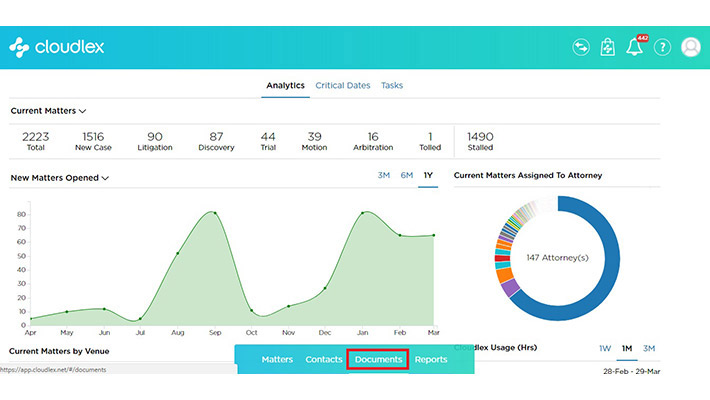 cloudlex
442
?
Analytics Critical Dates Tasks
Current Matters
2223 1516 90 87 44 39 16 1 1490
Total New Case Litigation Discovery Trial Motion Arbitration Tolled Stalled
New Matters Opened 3M 6M 1Y
Current Matters Assigned To Attorney
80
70
60
50
40
30
20
10
0
Apr May Jun Jul Aug Sep Oct Nov Dec Jan Feb Mar
147 Attorney(s)
Current Matters by Venue
Matters Contacts Documents Reports
Cloudlex Usage (Hrs) 1W 1M 3M
https://app.cloudlex.net/#/documents
28-Feb - 29-Mar